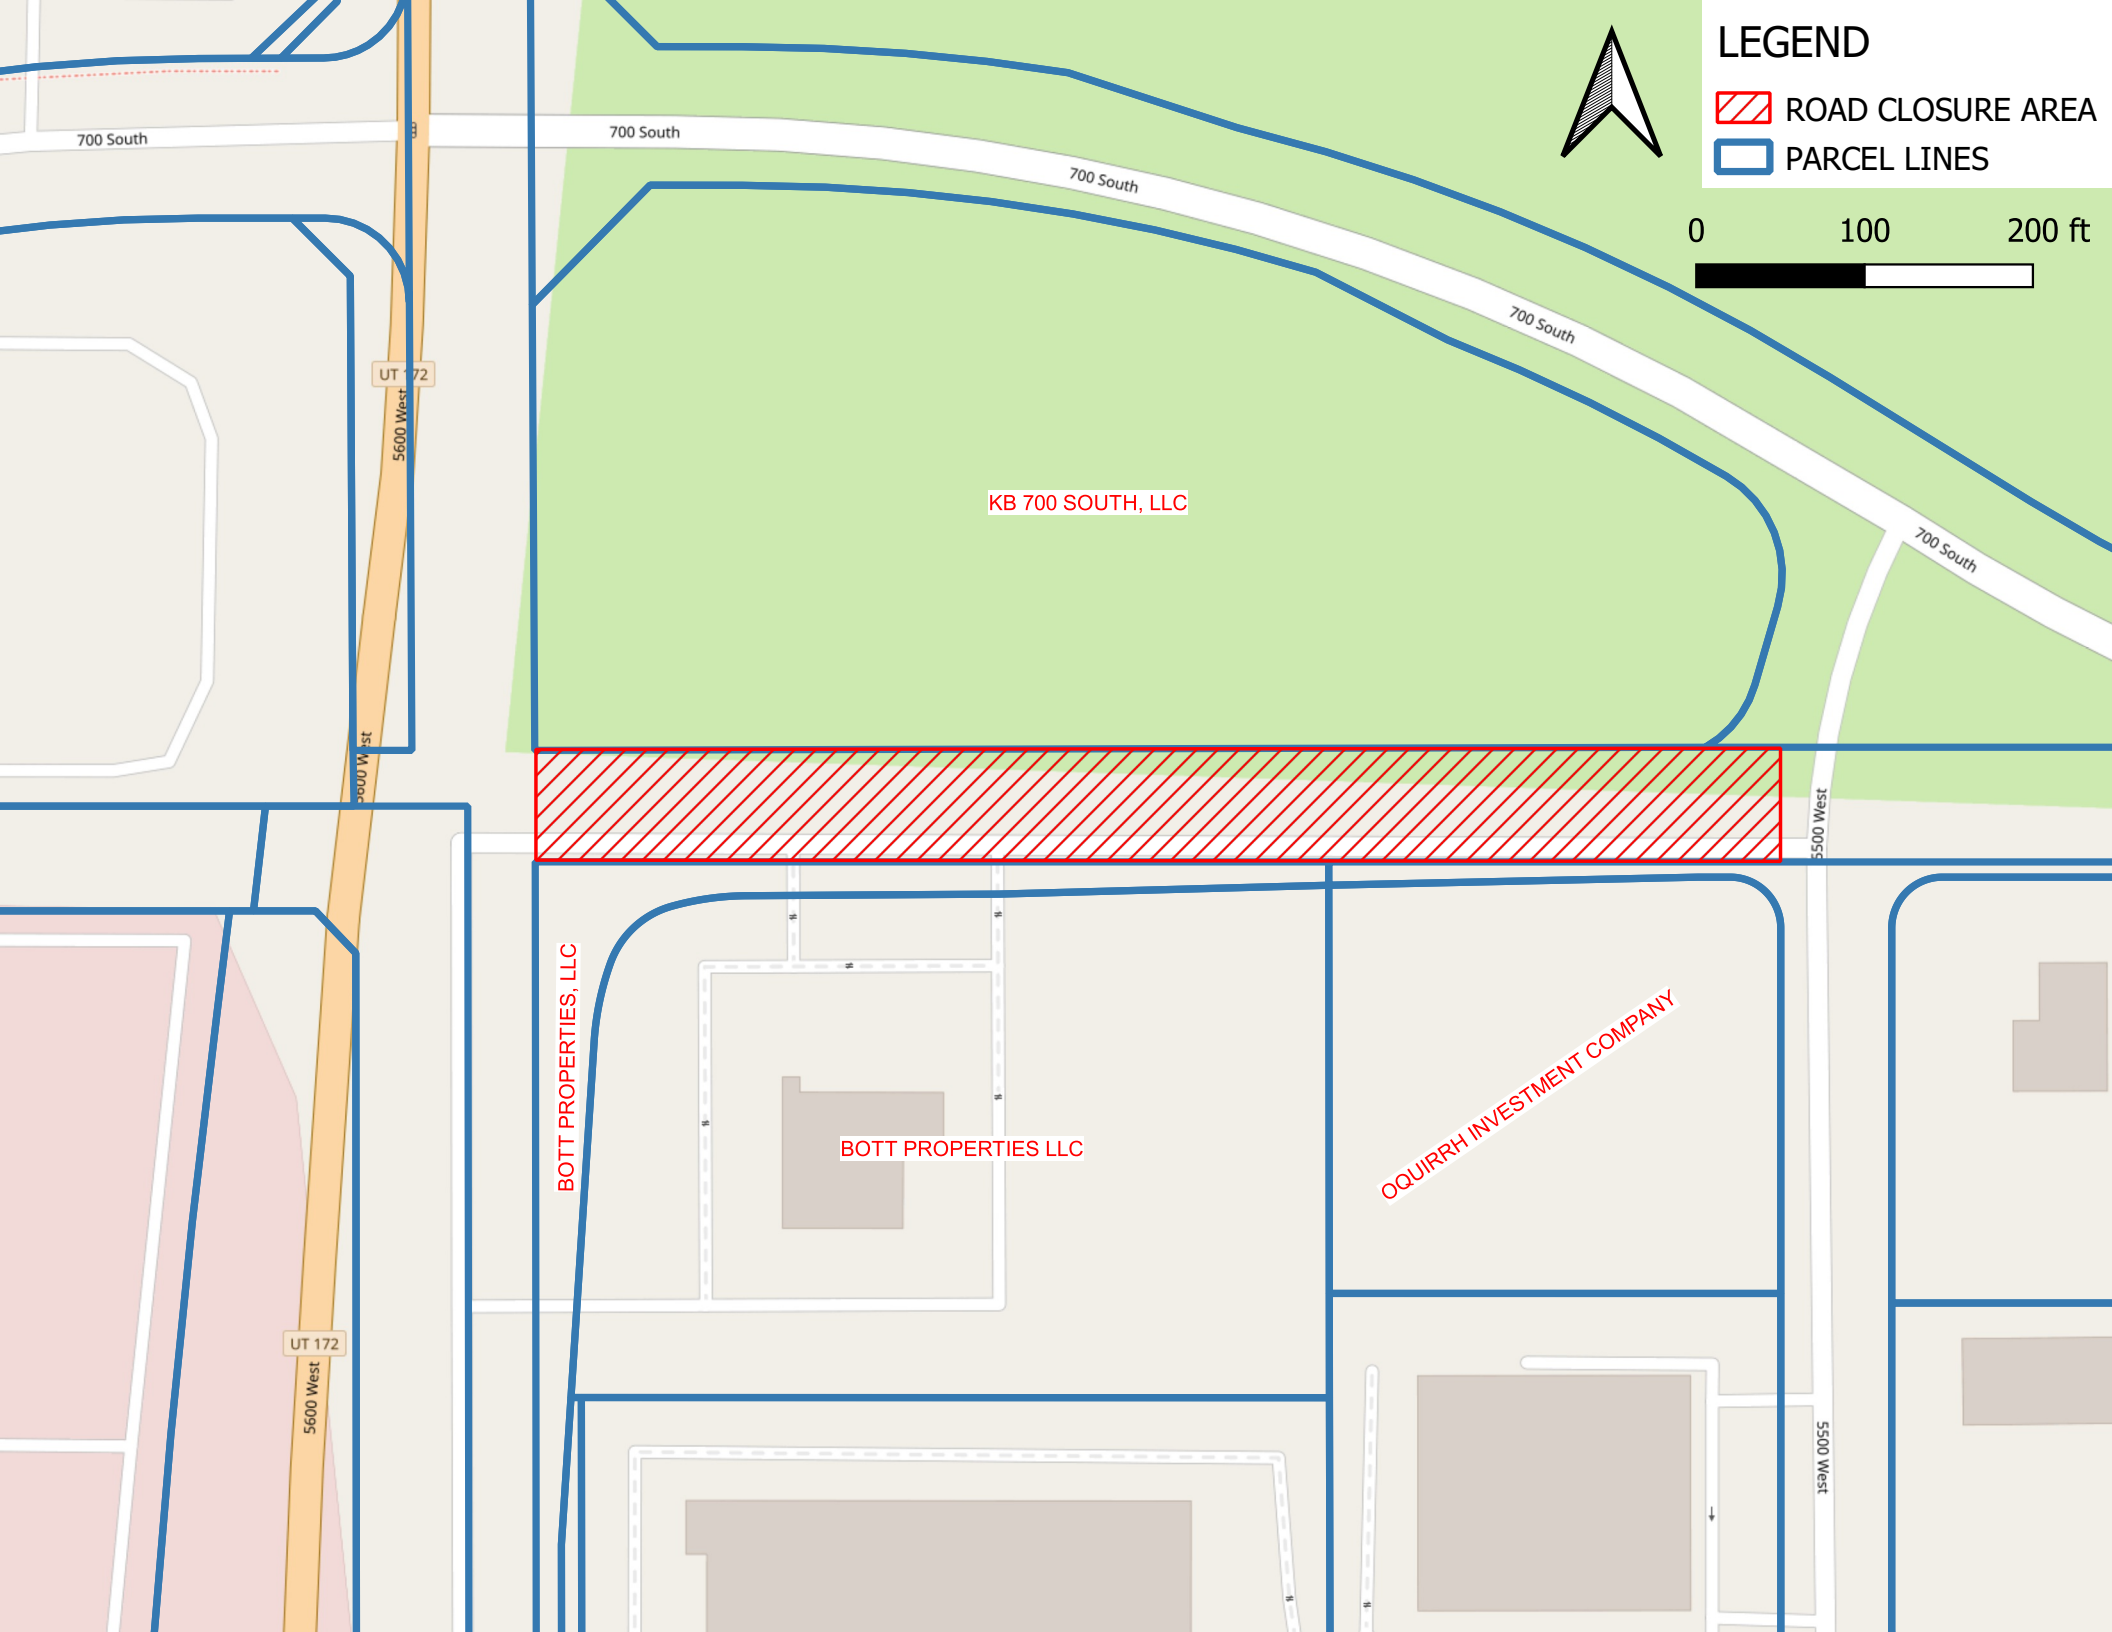 LEGEND
ROAD CLOSURE AREA
PARCEL LINES
0 100 200 ft
700 South
700 South
700 South
700 South
700 South
UT 172
5600 West
KB 700 SOUTH, LLC
5600 West
5500 West
BOTT PROPERTIES, LLC
BOTT PROPERTIES LLC
OQUIRRH INVESTMENT COMPANY
UT 172
5600 West
5500 West